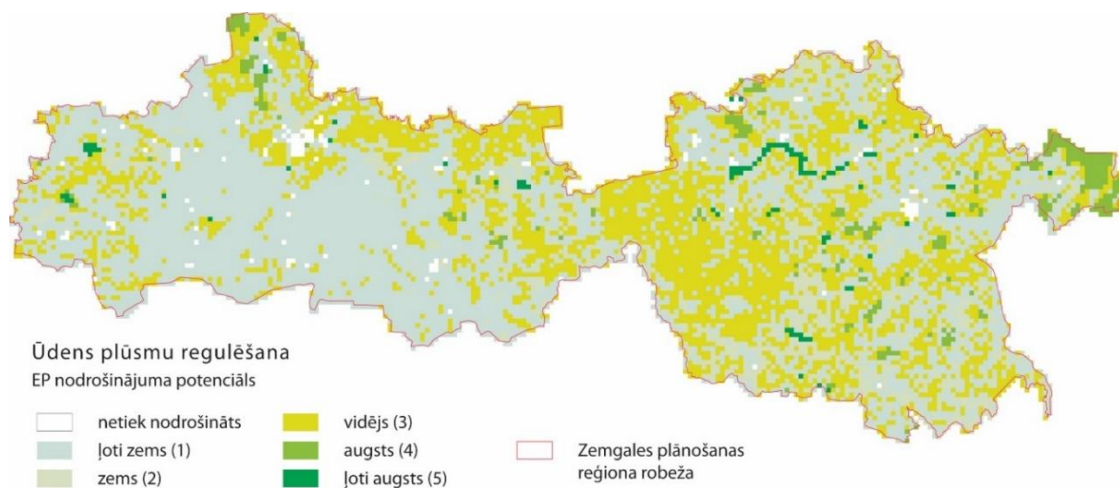 Ūdens plūsmu regulēšana
EP nodrošinājuma potenciāls
netiek nodrošināts
ļoti zems (1)
zems (2)
vidējs (3)
augsts (4)
ļoti augsts (5)
Zemgales plānošanas
reģiona robeža